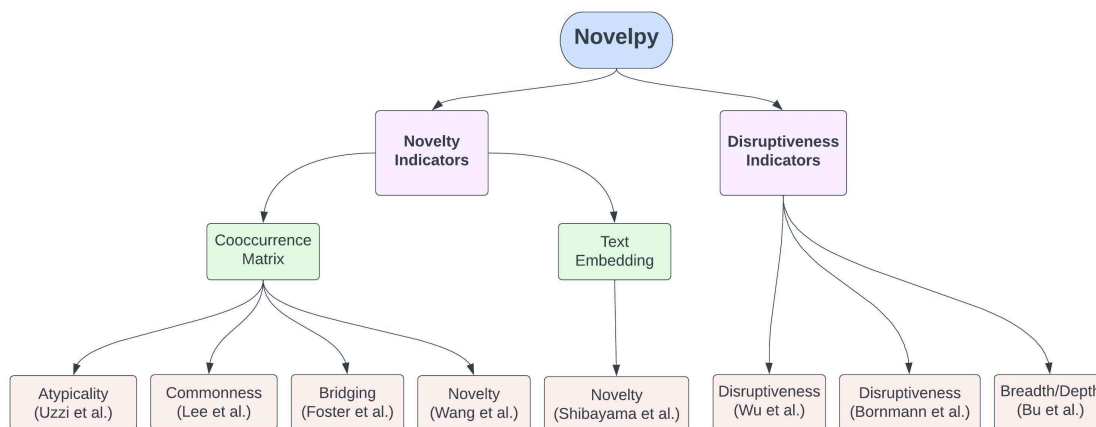 Novelpy
Novelty
Indicators
Disruptiveness
Indicators
Cooccurrence
Matrix
Text
Embedding
Atypicality
(Uzzi et al.)
Commonness
(Lee et al.)
Bridging
(Foster et al.)
Novelty
(Wang et al.)
Novelty
(Shibayama et al.)
Disruptiveness
(Wu et al.)
Disruptiveness
(Bornmann et al.)
Breadth/Depth
(Bu et al.)